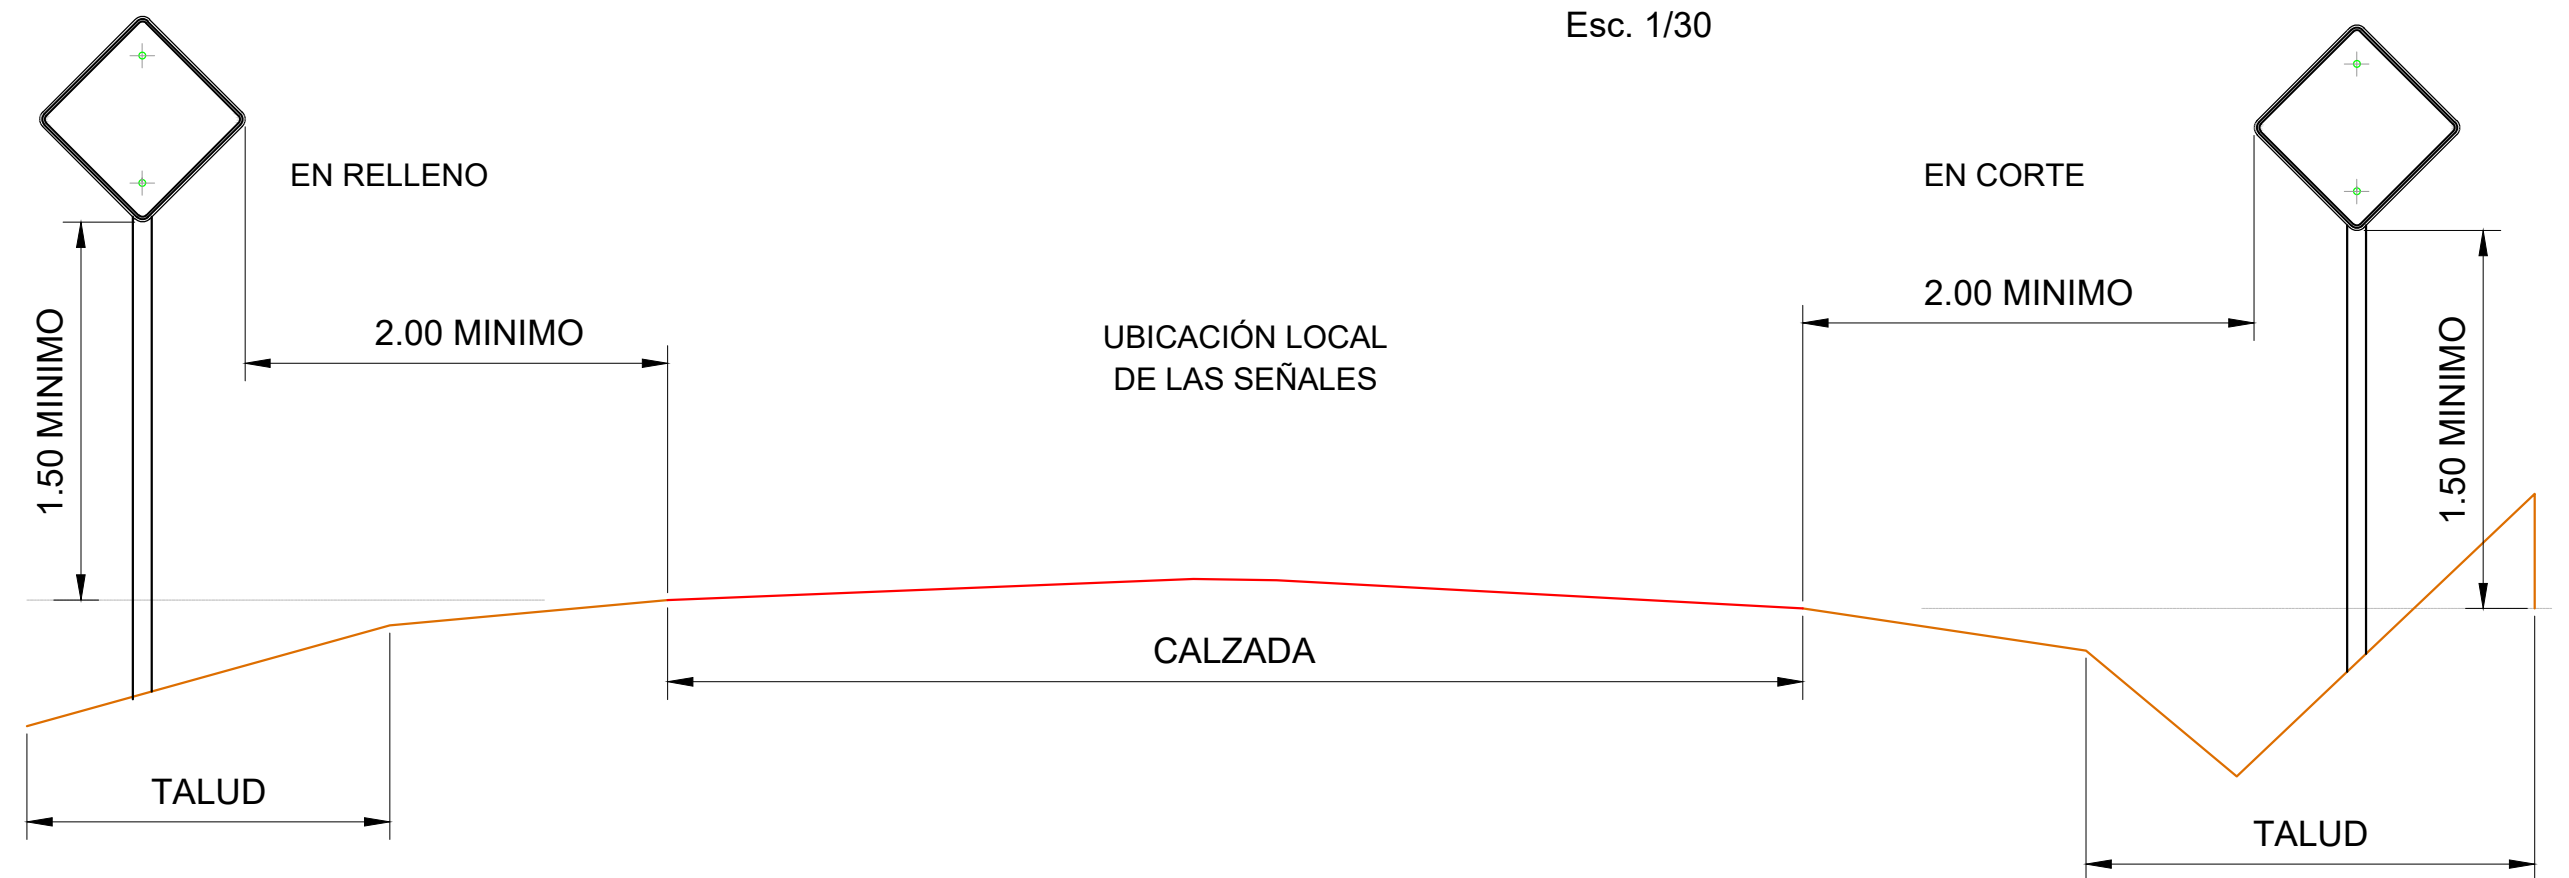 Esc. 1/30
EN RELLENO
EN CORTE
2.00 MINIMO
1.50 MINIMO
2.00 MINIMO
UBICACIÓN LOCAL
DE LAS SEÑALES
1.50 MINIMO
CALZADA
TALUD
TALUD